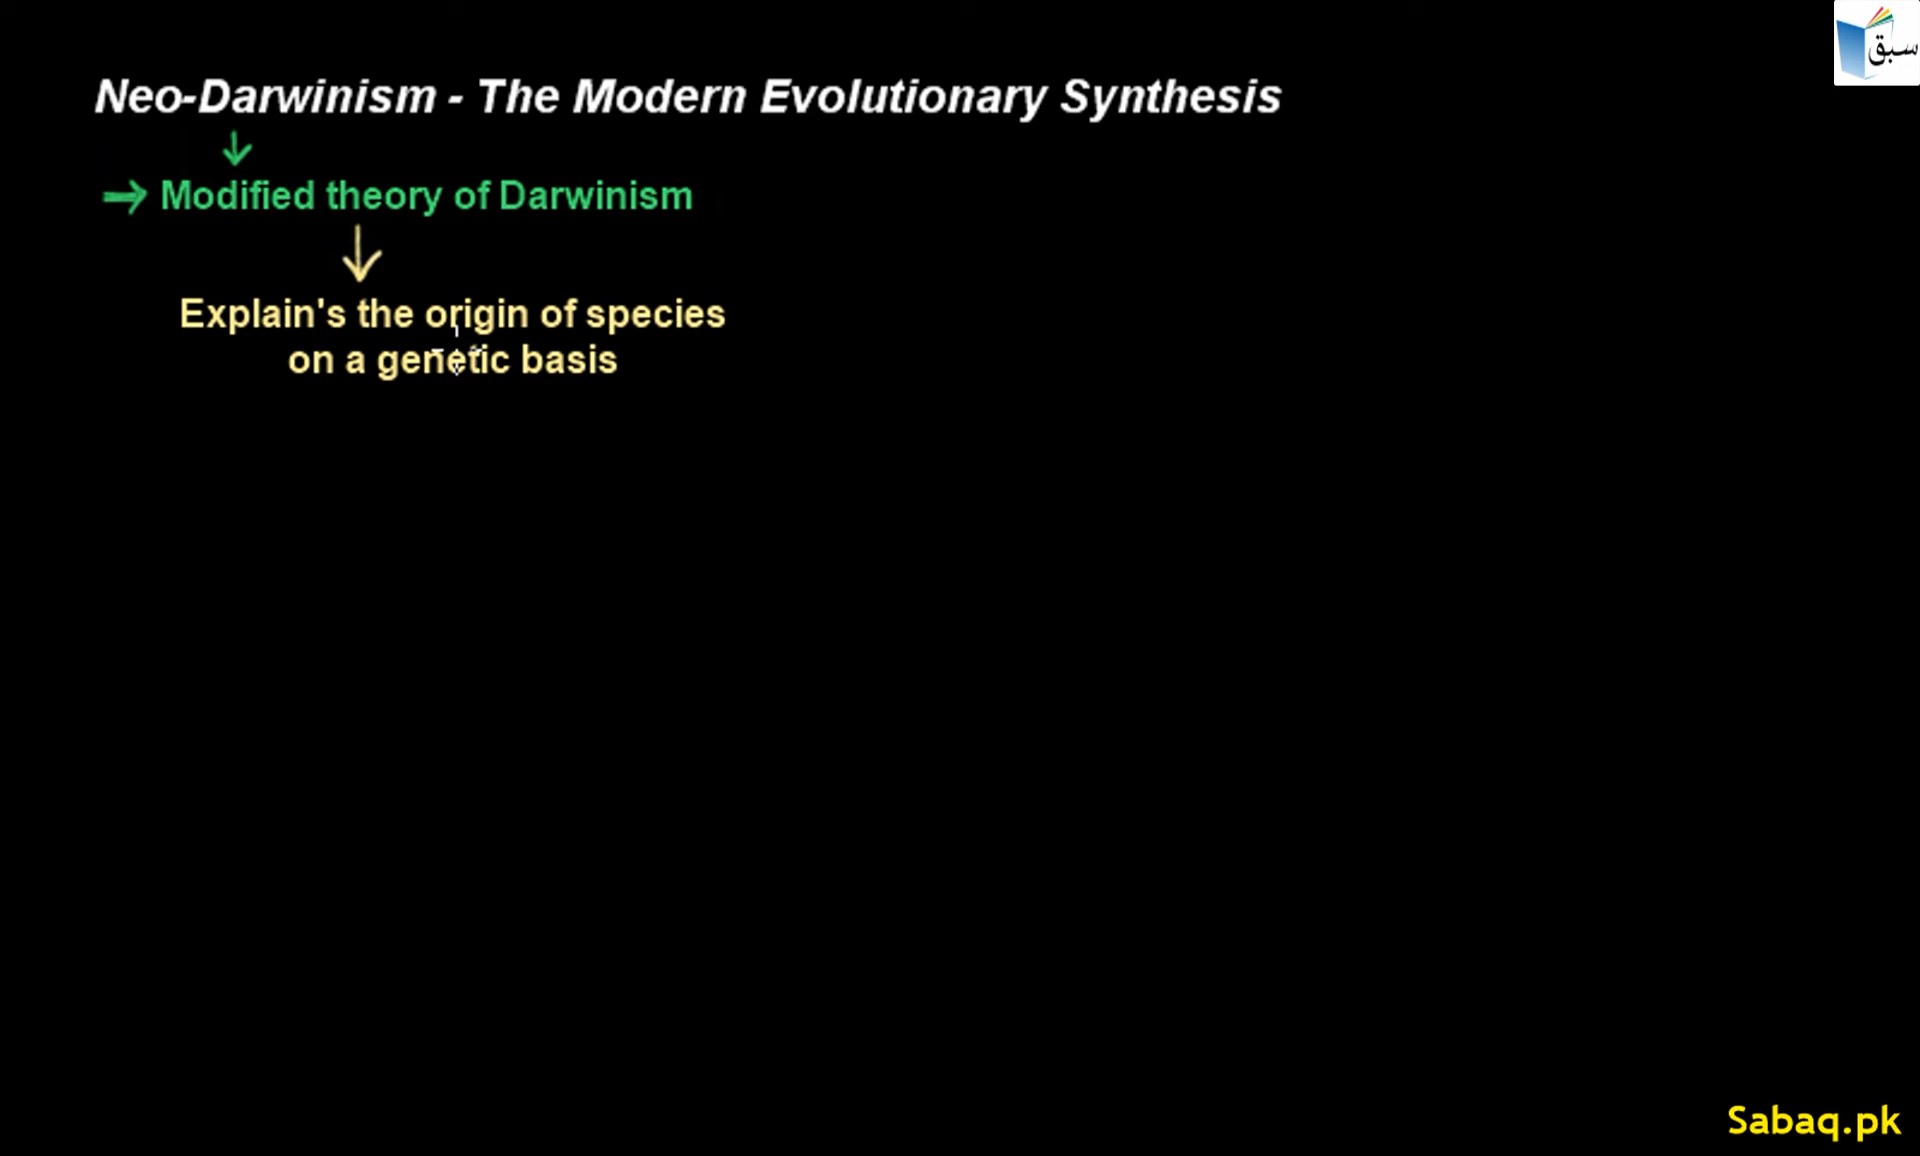 سبق
Neo-Darwinism - The Modern Evolutionary Synthesis
Modified theory of Darwinism
Explain's the origin of species
on a genetic basis
Sabaq.pk